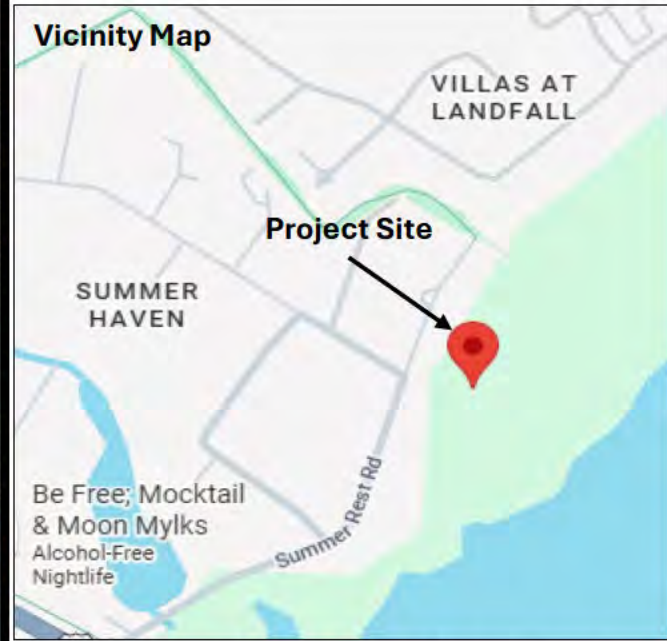 Vicinity Map
VILLAS AT
LANDFALL
Project Site
SUMMER
HAVEN
Be Free; Mocktail
& Moon Mylks
Alcohol-Free
Nightlife
Summer Rest Rd